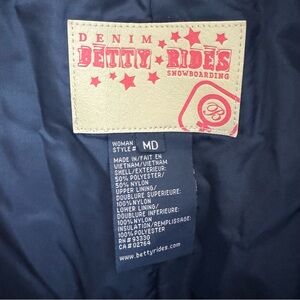 DENIM
BETTY RIDES
SNOWBOARDING
B
WOMAN
STYLE# MD
MADE IN/FAIT EN
VIETNAM/VIETNAM
SHELL/EXTERIEUR:
50% POLYESTER/
50% NYLON
UPPER LINING/
DOUBLURE SUPERIEURE:
100% NYLON
LOWER LINING/
DOUBLURE INFERIEURE:
100% NYLON
INSULATION/REMPLISSAGE:
100% POLYESTER
RN# 93330
CA# 02764
www.bettyrides.com